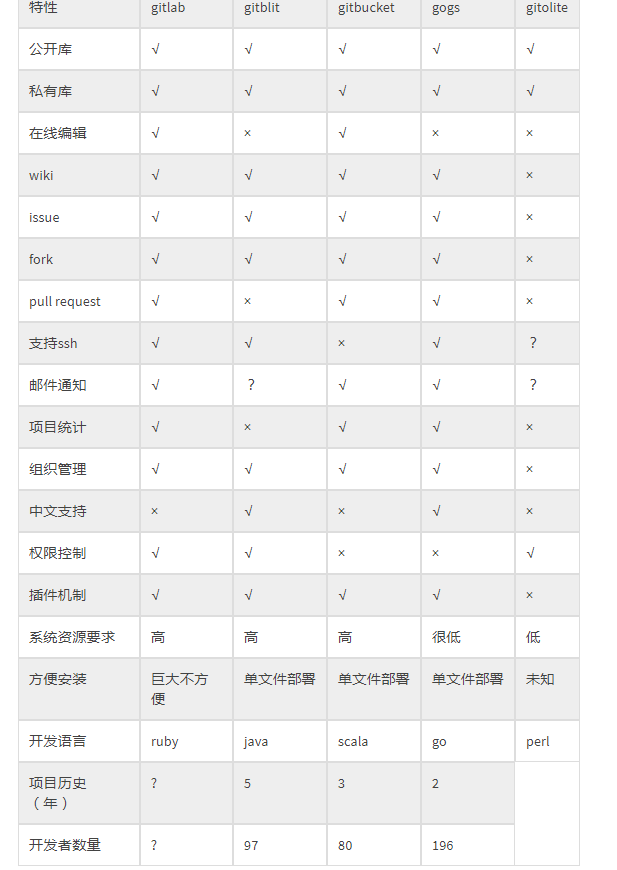 特性 gitlab gitblit gitbucket gogs gitolite
公开库 √ √ √ √ √
私有库 √ √ √ √ √
在线编辑 √ × √ × ×
wiki √ √ √ √ ×
issue √ √ √ √ ×
fork √ √ √ √ ×
pull request √ × √ √ ×
支持ssh √ √ × √ ？
邮件通知 √ ？ √ √ ？
项目统计 √ × √ √ ×
组织管理 √ √ √ √ ×
中文支持 × √ × √ ×
权限控制 √ √ × × √
插件机制 √ √ √ √ ×
系统资源要求 高 高 高 很低 低
方便安装 巨大不方 单文件部署 单文件部署 单文件部署 未知
便
开发语言 ruby java scala go perl
项目历史 ? 5 3 2
（年）
开发者数量 ? 97 80 196